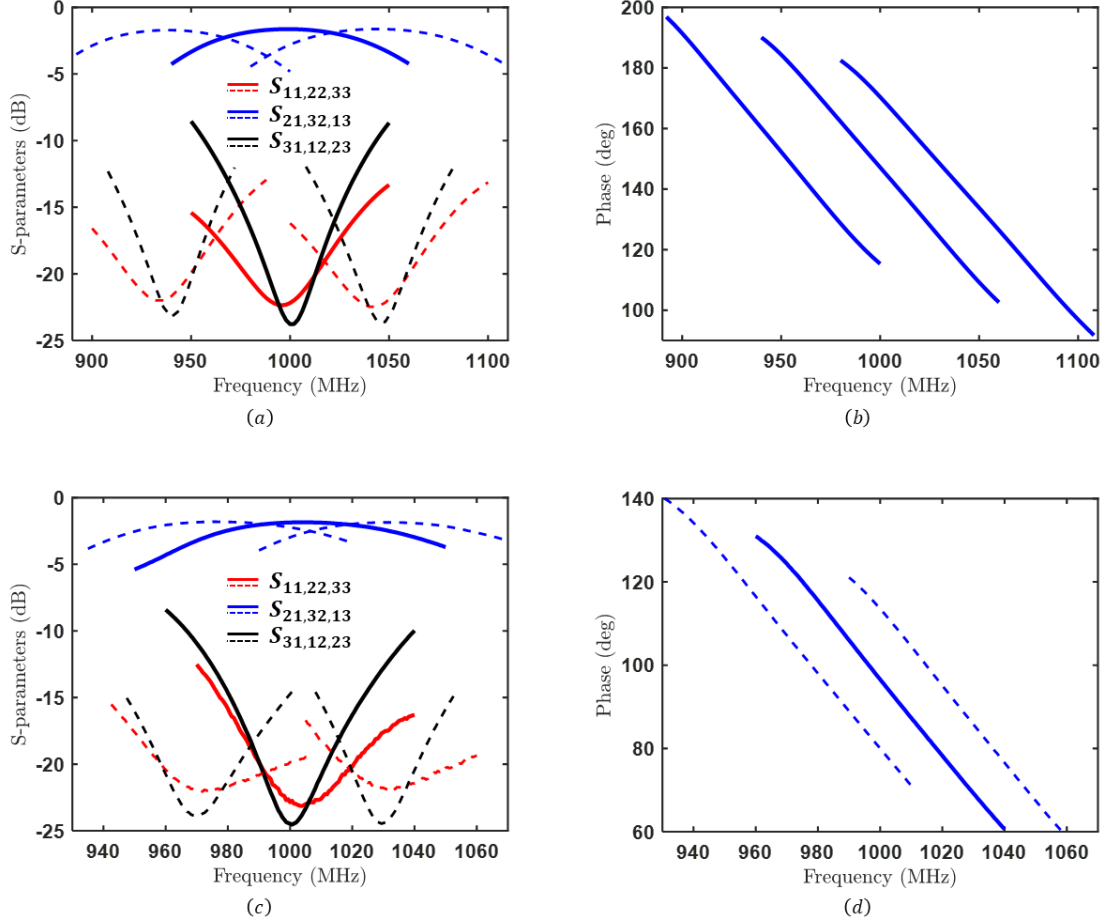 0
-5
-10
-15
-20
-25
S-parameters (dB)
S11,22,33
S21,32,13
S31,12,23
900 950 1000 1050 1100
Frequency (MHz)
(a)
200
180
160
140
120
100
Phase (deg)
900 950 1000 1050 1100
Frequency (MHz)
(b)
0
-5
-10
-15
-20
-25
S-parameters (dB)
S11,22,33
S21,32,13
S31,12,23
940 960 980 1000 1020 1040 1060
Frequency (MHz)
(c)
140
120
100
80
60
Phase (deg)
940 960 980 1000 1020 1040 1060
Frequency (MHz)
(d)